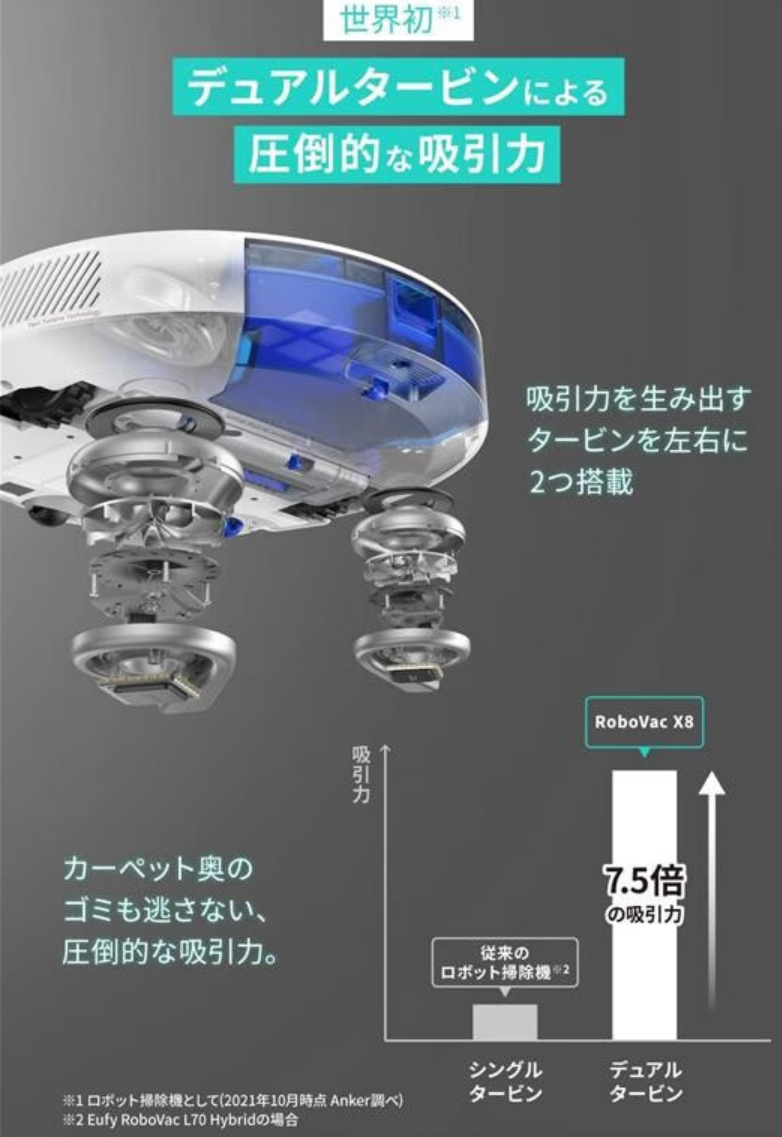 世界初※1
デュアルタービンによる
圧倒的な吸引力
Twin Turbine Technology
吸引力を生み出す
タービンを左右に
2つ搭載
RoboVac X8
吸引力
7.5倍
の吸引力
カーペット奥の
ゴミも逃さない、
圧倒的な吸引力。
従来の
ロボット掃除機※2
シングル
タービン
デュアル
タービン
※1 ロボット掃除機として(2021年10月時点 Anker調べ)
※2 Eufy RoboVac L70 Hybridの場合